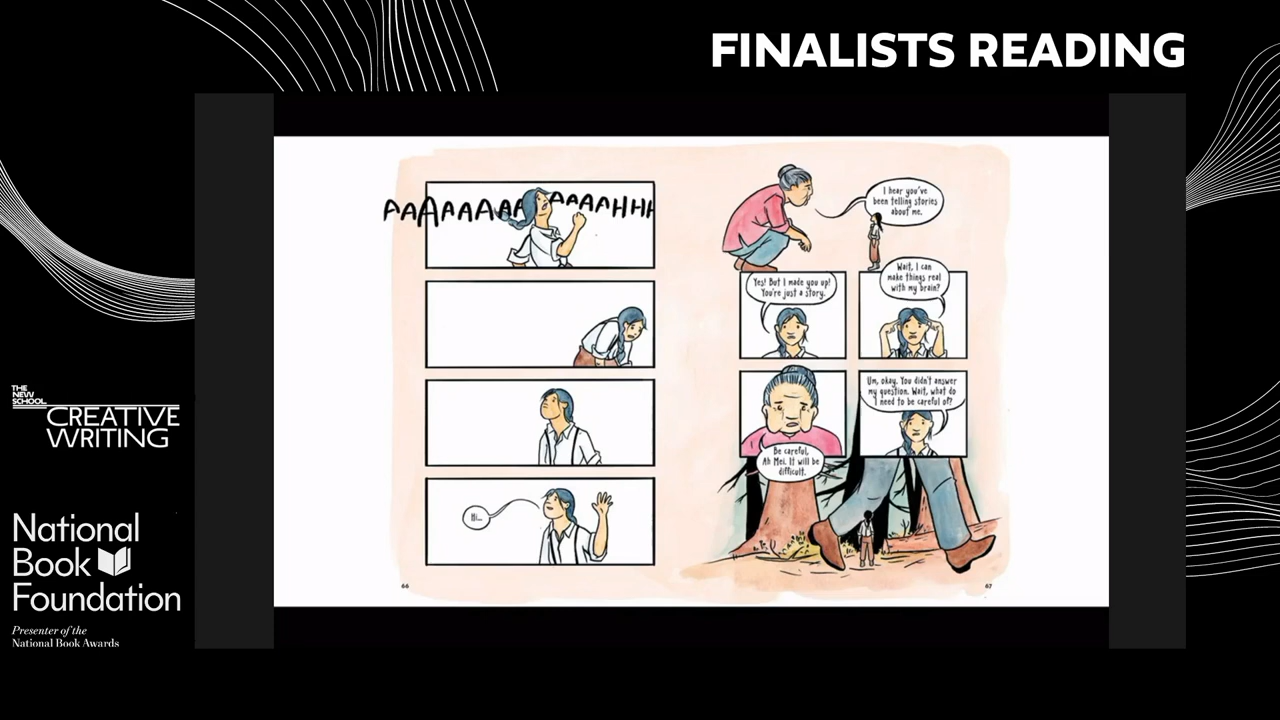 FINALISTS READING
AAAAAAAA AAAAHHH
Hi...
66
I hear you've
been telling stories
about me.
Yes! But I made you up!
You're just a story.
Wait, I can
make things real
with my brain?
Be careful,
Ah Mei. It will be
difficult.
Um, okay. You didn't answer
my question. Wait, what do
I need to be careful of?
67
THE
NEW
SCHOOL
CREATIVE
WRITING
National
Book
Foundation
Presenter of the
National Book Awards